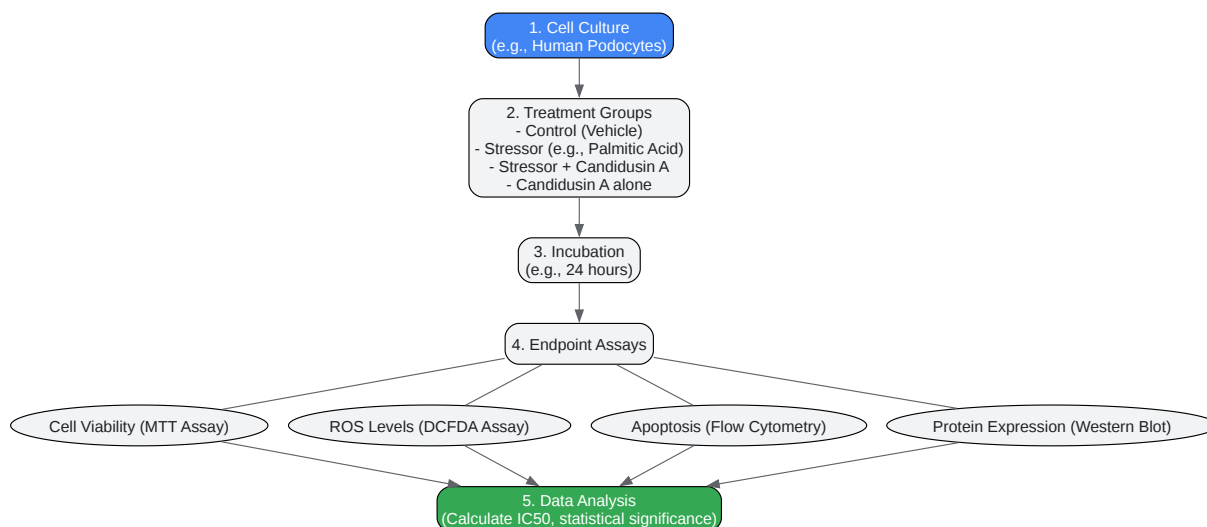 1. Cell Culture
(e.g., Human Podocytes)
2. Treatment Groups
- Control (Vehicle)
- Stressor (e.g., Palmitic Acid)
- Stressor + Candidusin A
- Candidusin A alone
3. Incubation
(e.g., 24 hours)
4. Endpoint Assays
Cell Viability (MTT Assay)
ROS Levels (DCFDA Assay)
Apoptosis (Flow Cytometry)
Protein Expression (Western Blot)
5. Data Analysis
(Calculate IC50, statistical significance)